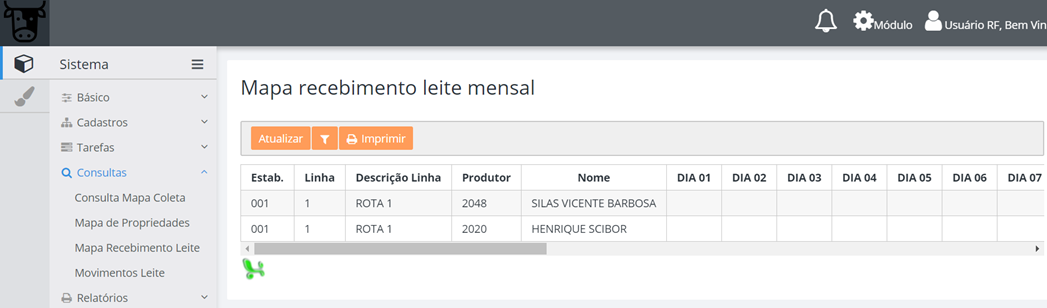 Módulo
Usuário RF, Bem Vin
Sistema
Básico
Cadastros
Tarefas
Consultas
Consulta Mapa Coleta
Mapa de Propriedades
Mapa Recebimento Leite
Movimentos Leite
Relatórios
Mapa recebimento leite mensal
Atualizar Imprimir
Estab. Linha Descrição Linha Produtor Nome DIA 01 DIA 02 DIA 03 DIA 04 DIA 05 DIA 06 DIA 07
001 1 ROTA 1 2048 SILAS VICENTE BARBOSA
001 1 ROTA 1 2020 HENRIQUE SCIBOR